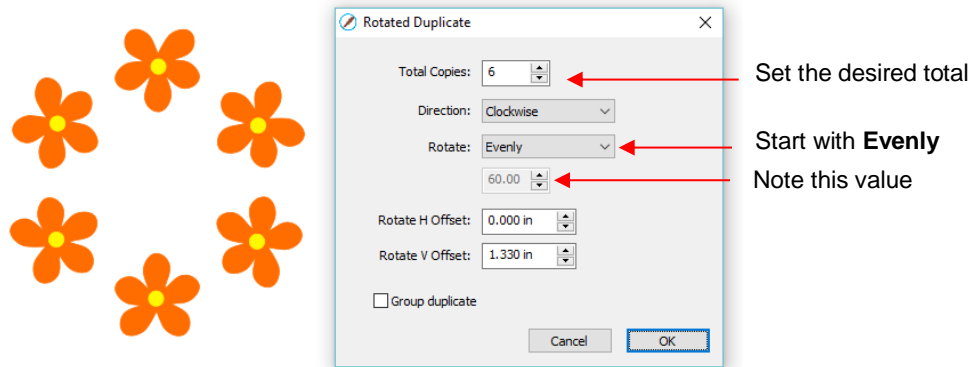 Rotated Duplicate
Total Copies: 6
Set the desired total
Direction: Clockwise
Rotate: Evenly
Start with Evenly
60.00
Note this value
Rotate H Offset: 0.000 in
Rotate V Offset: 1.330 in
Group duplicate
Cancel OK